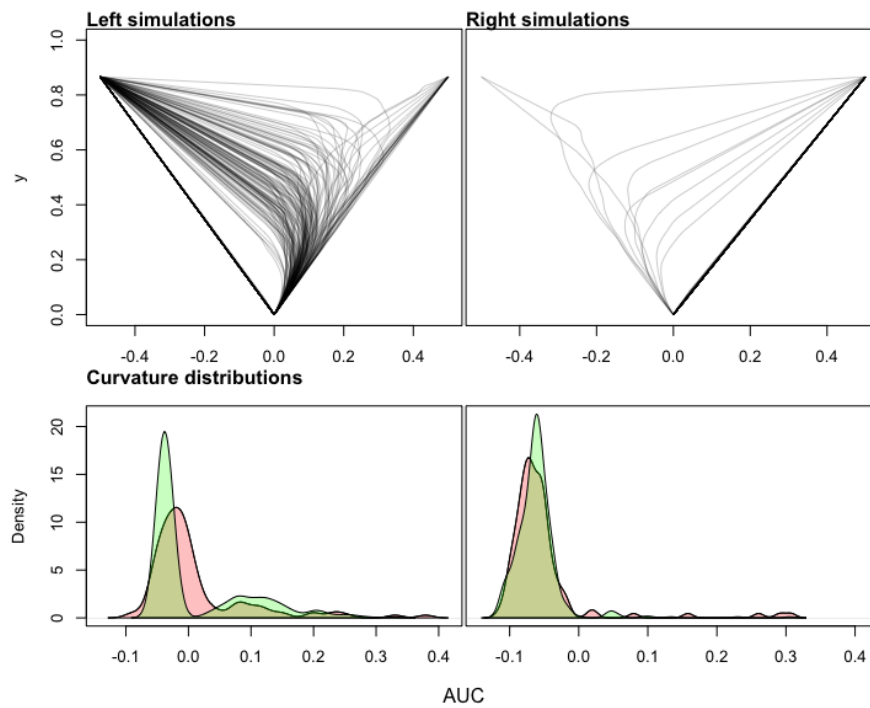 Left simulations Right simulations
1.0
0.8
0.6
0.4
0.2
0.0
y
-0.4 -0.2 0.0 0.2 0.4 -0.4 -0.2 0.0 0.2 0.4
Curvature distributions
20
15
10
5
0
Density
-0.1 0.0 0.1 0.2 0.3 0.4 -0.1 0.0 0.1 0.2 0.3 0.4
AUC